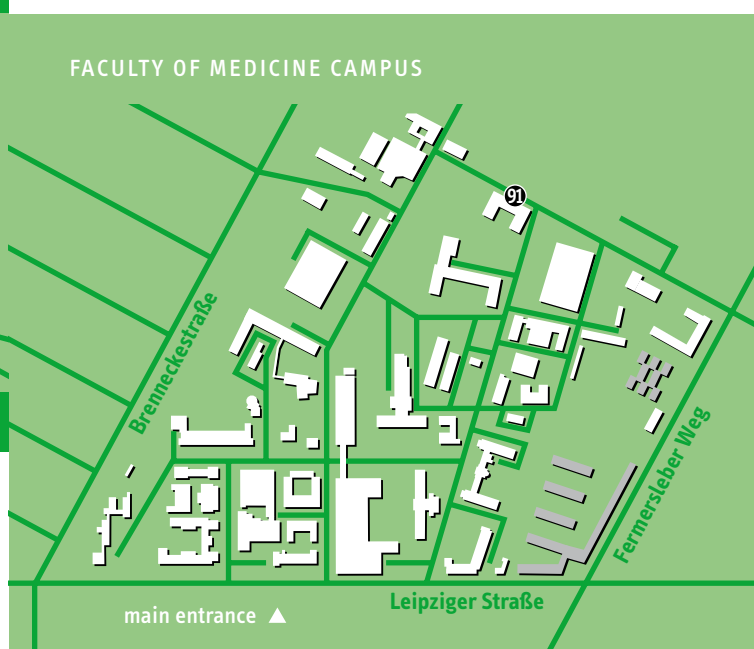 FACULTY OF MEDICINE CAMPUS
91
Brenneckestraße
Fermersleber Weg
Leipziger Straße
main entrance ▲